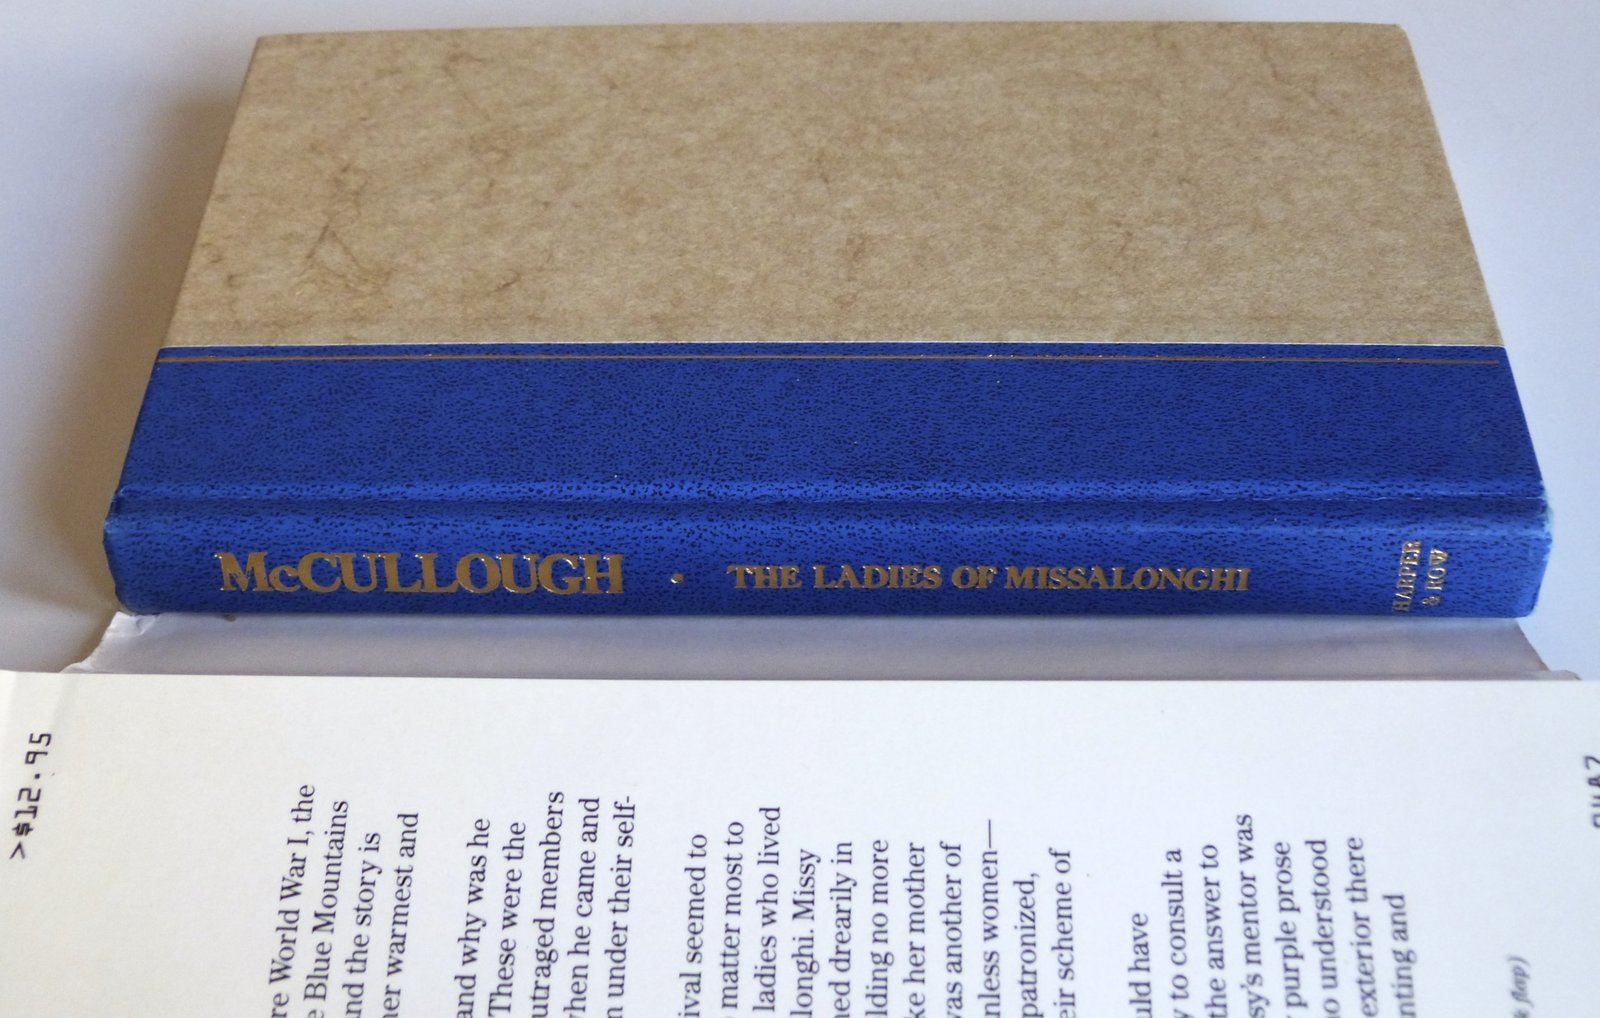 McCULLOUGH • THE LADIES OF MISSALONGHI
HARPER
& ROW
>$12.95
re World War I, the
Blue Mountains
nd the story is
er warmest and
and why was he
These were the
utraged members
hen he came and
n under their self-
ival seemed to
matter most to
ladies who lived
longhi. Missy
ed drearily in
lding no more
ke her mother
was another of
nless women—
patronized,
eir scheme of
uld have
y to consult a
the answer to
sy's mentor was
purple prose
o understood
exterior there
nting and
flap)